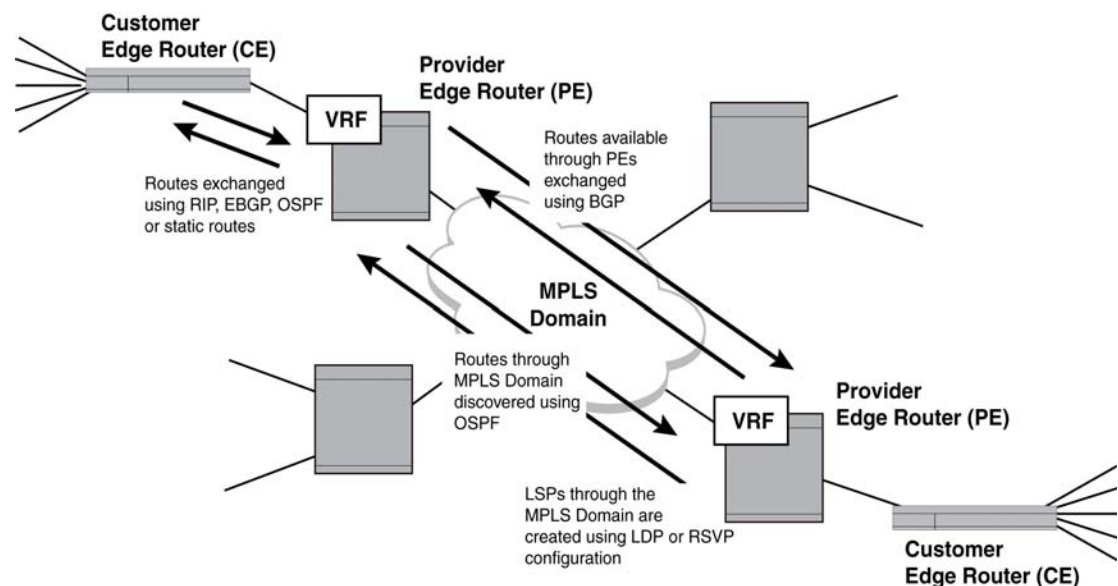 Customer
Edge Router (CE)
Provider
Edge Router (PE)
VRF
Routes available
through PEs
exchanged
using BGP
Routes exchanged
using RIP, EBGP, OSPF
or static routes
MPLS
Domain
Routes through
MPLS Domain
discovered using
OSPF
Provider
Edge Router (PE)
VRF
LSPs through the
MPLS Domain are
created using LDP or RSVP
configuration
Customer
Edge Router (CE)